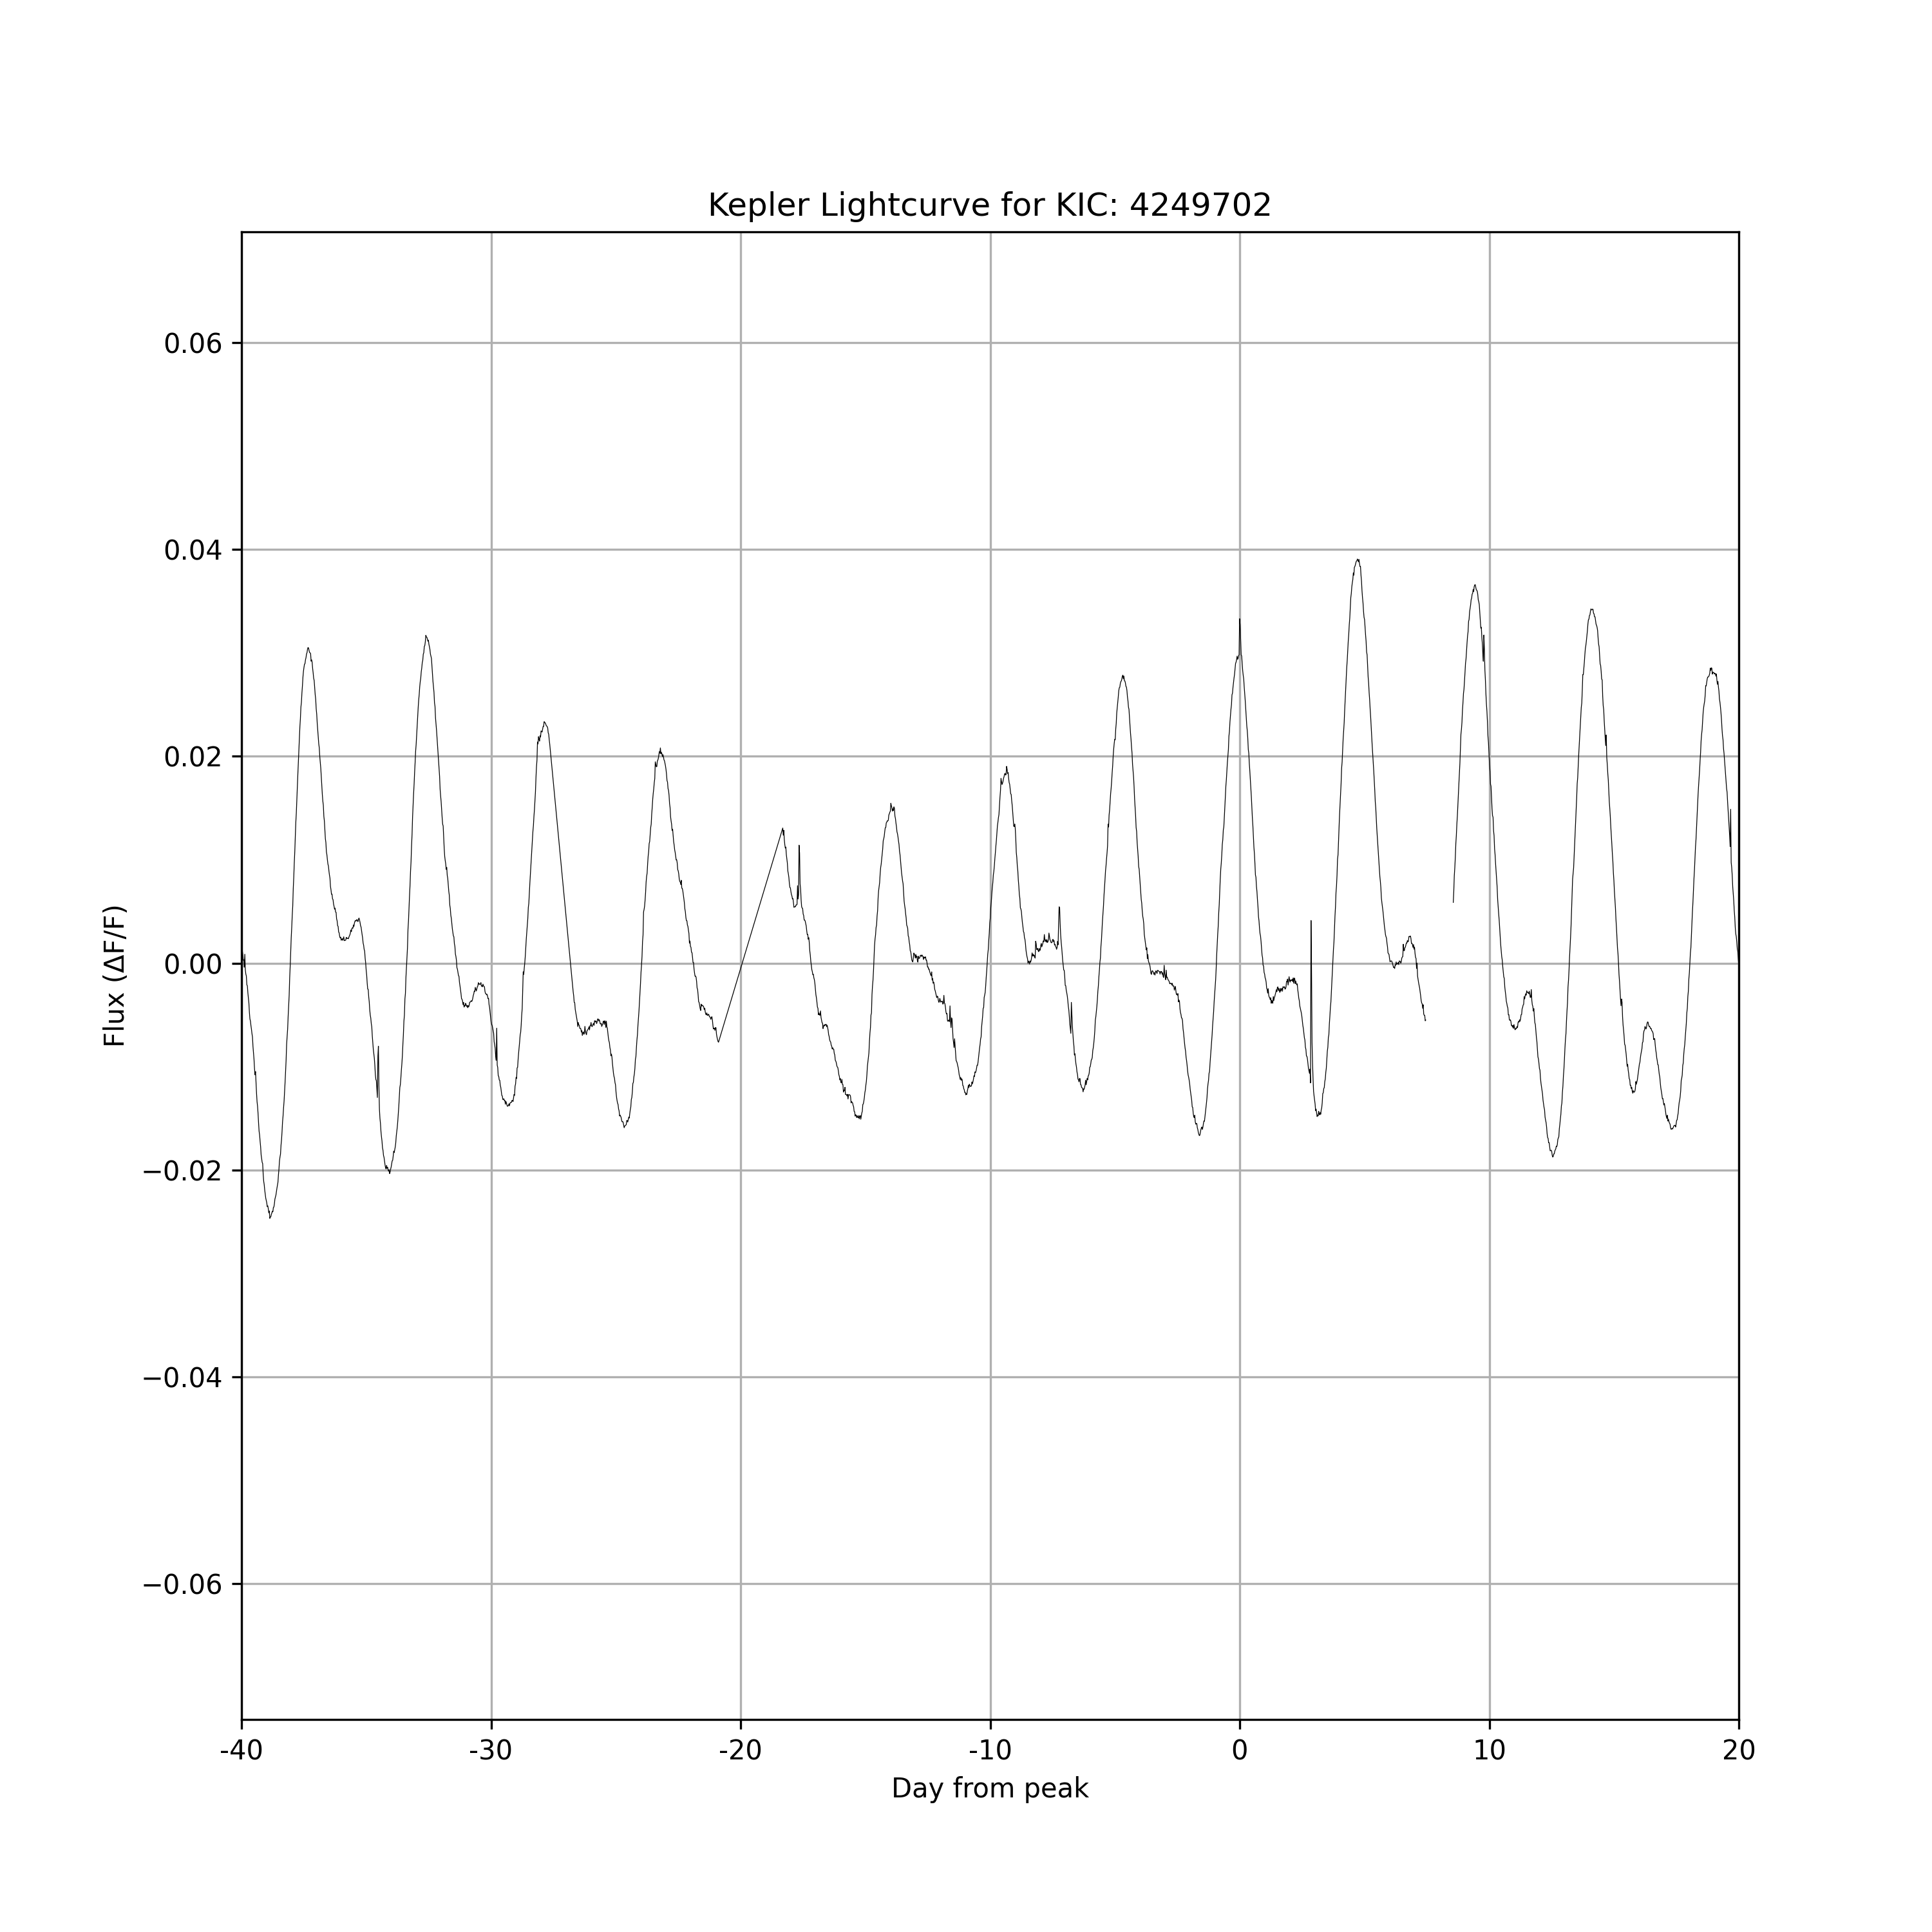 Kepler Lightcurve for KIC: 4249702
Flux (ΔF/F)
0.06
0.04
0.02
0.00
−0.02
−0.04
−0.06
-40 -30 -20 -10 0 10 20
Day from peak